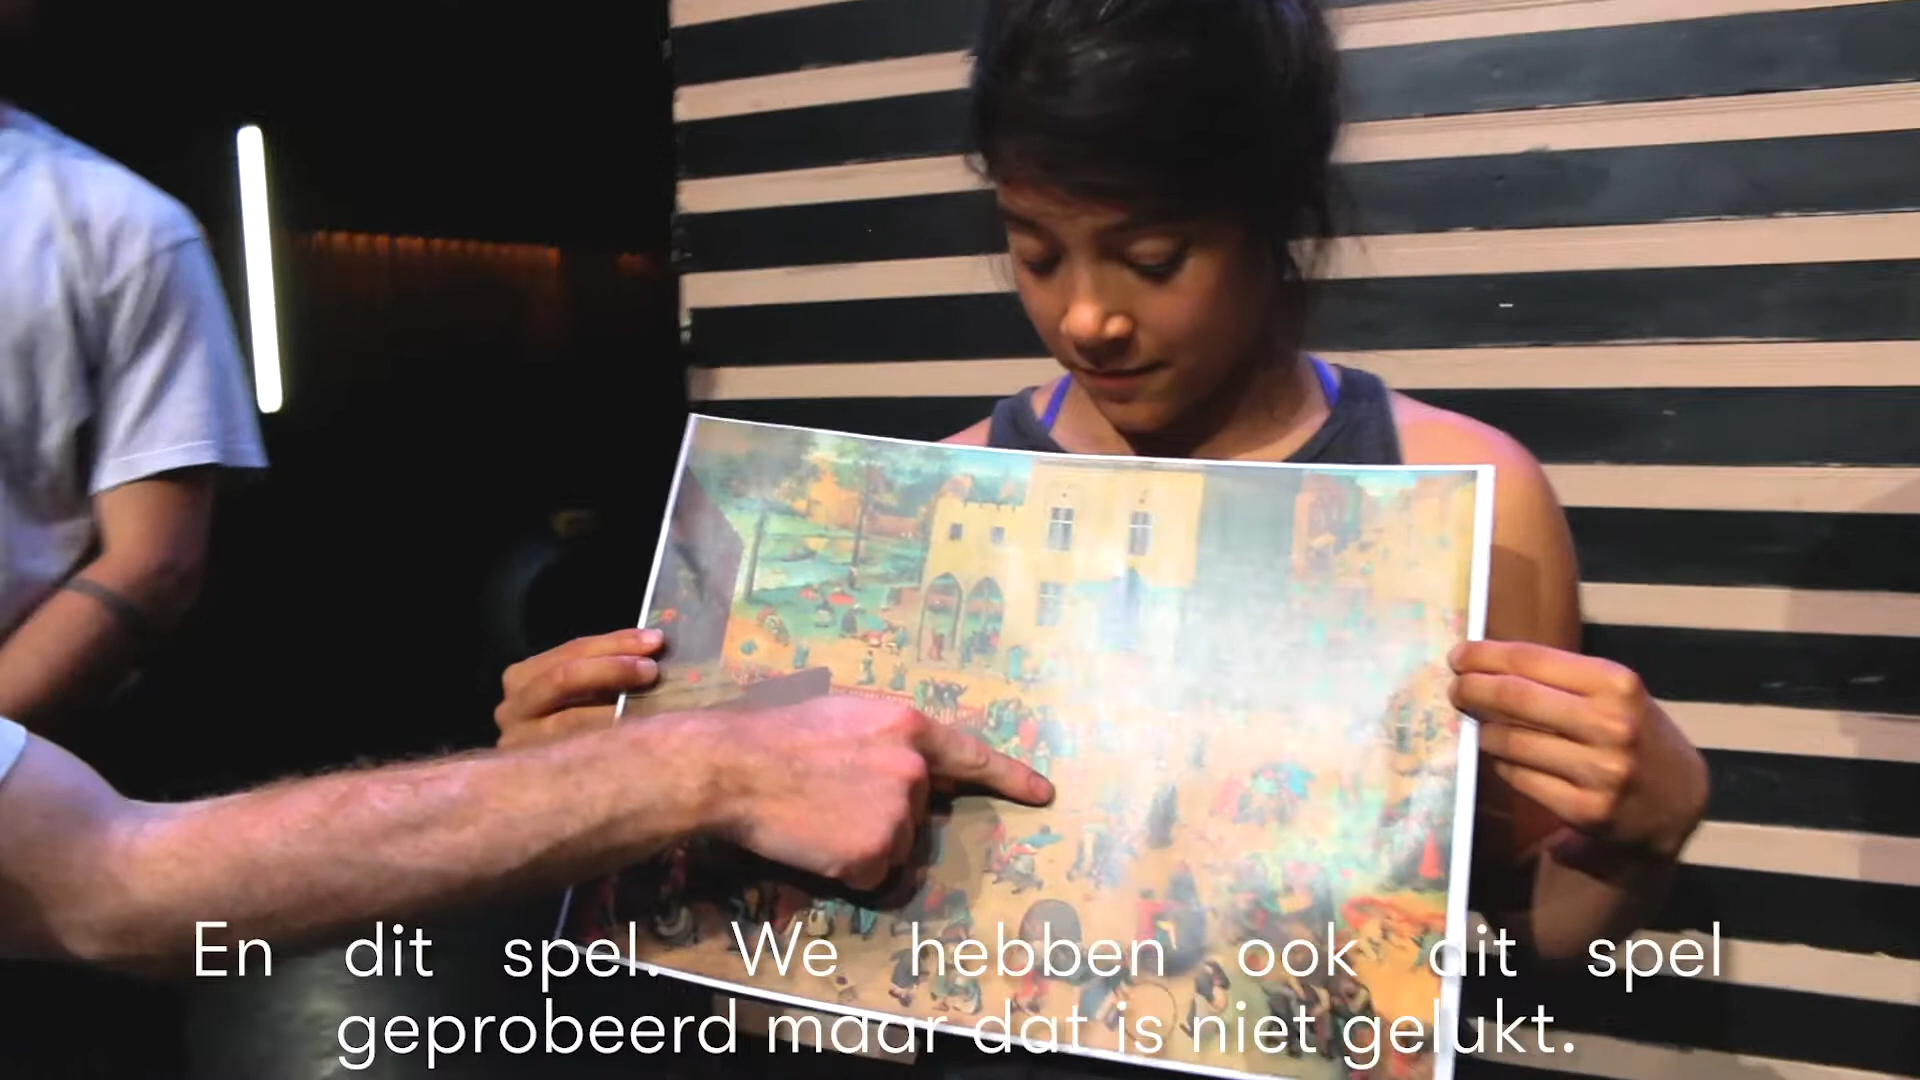 En dit spel. We hebben ook dit spel
geprobeerd maar dat is niet gelukt.